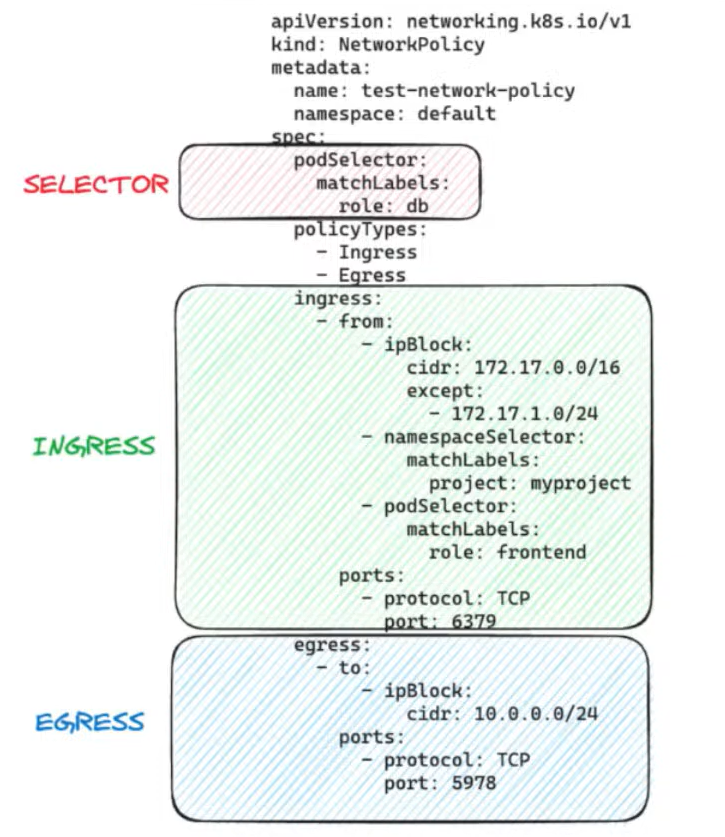 apiVersion: networking.k8s.io/v1
kind: NetworkPolicy
metadata:
  name: test-network-policy
  namespace: default
spec:
  podSelector:
SELECTOR    matchLabels:
      role: db
  policyTypes:
    - Ingress
    - Egress
  ingress:
    - from:
        - ipBlock:
            cidr: 172.17.0.0/16
            except:
              - 172.17.1.0/24
        - namespaceSelector:
INGRESS            matchLabels:
              project: myproject
        - podSelector:
            matchLabels:
              role: frontend
      ports:
        - protocol: TCP
          port: 6379
  egress:
    - to:
        - ipBlock:
EGRESS            cidr: 10.0.0.0/24
      ports:
        - protocol: TCP
          port: 5978